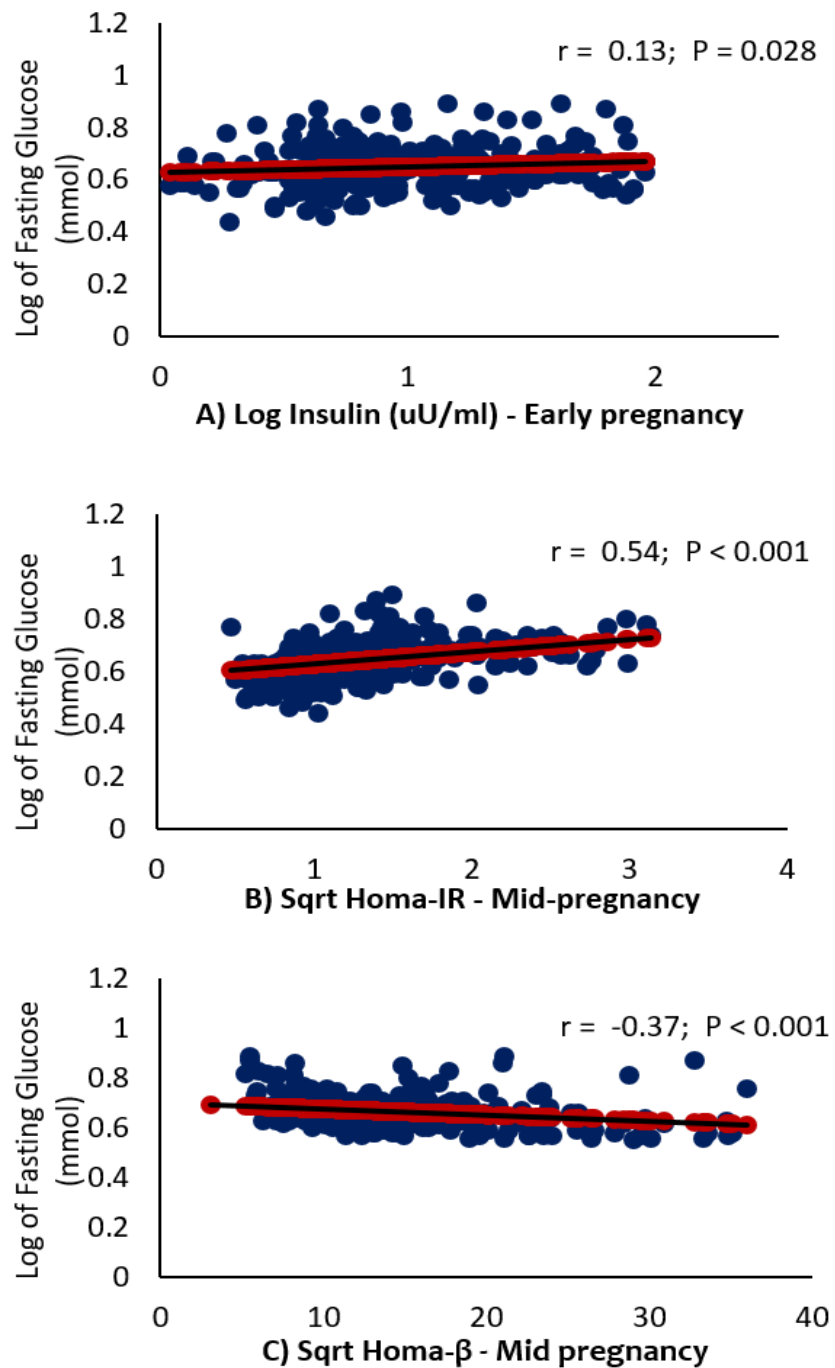 1.2
1
0.8
0.6
0.4
0.2
0
Log of Fasting Glucose
(mmol)
r = 0.13; P = 0.028
0 1 2
A) Log Insulin (uU/ml) - Early pregnancy
1.2
1
0.8
0.6
0.4
0.2
0
Log of Fasting Glucose
(mmol)
r = 0.54; P < 0.001
0 1 2 3 4
B) Sqrt Homa-IR - Mid-pregnancy
1.2
1
0.8
0.6
0.4
0.2
0
Log of Fasting Glucose
(mmol)
r = -0.37; P < 0.001
0 10 20 30 40
C) Sqrt Homa-β - Mid pregnancy